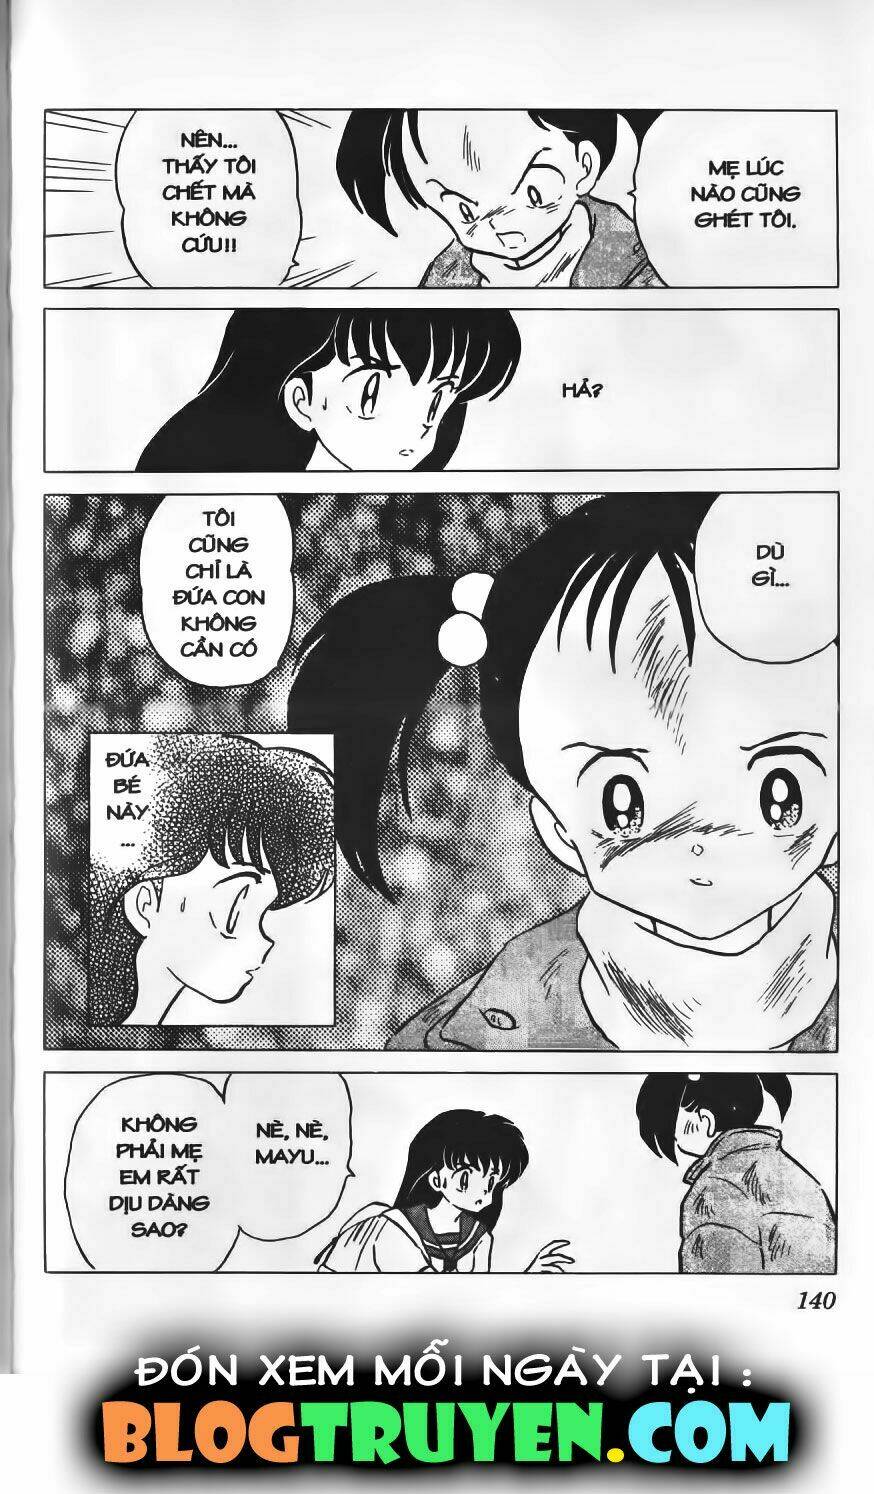 MẸ LÚC
NÀO CŨNG
GHÉT TÔI.
NÊN...
THẤY TÔI
CHẾT MÀ
KHÔNG
CỨU!!
HẢ?
DÙ
GÌ...
TÔI
CŨNG
CHỈ LÀ
ĐỨA CON
KHÔNG
CẦN CÓ
ĐỨA
BÉ
NÀY
...
NÈ, NÈ,
MAYU...
KHÔNG
PHẢI MẸ
EM RẤT
DỊU DÀNG
SAO?
140
ĐÓN XEM MỖI NGÀY TẠI :
BLOGTRUYEN.COM